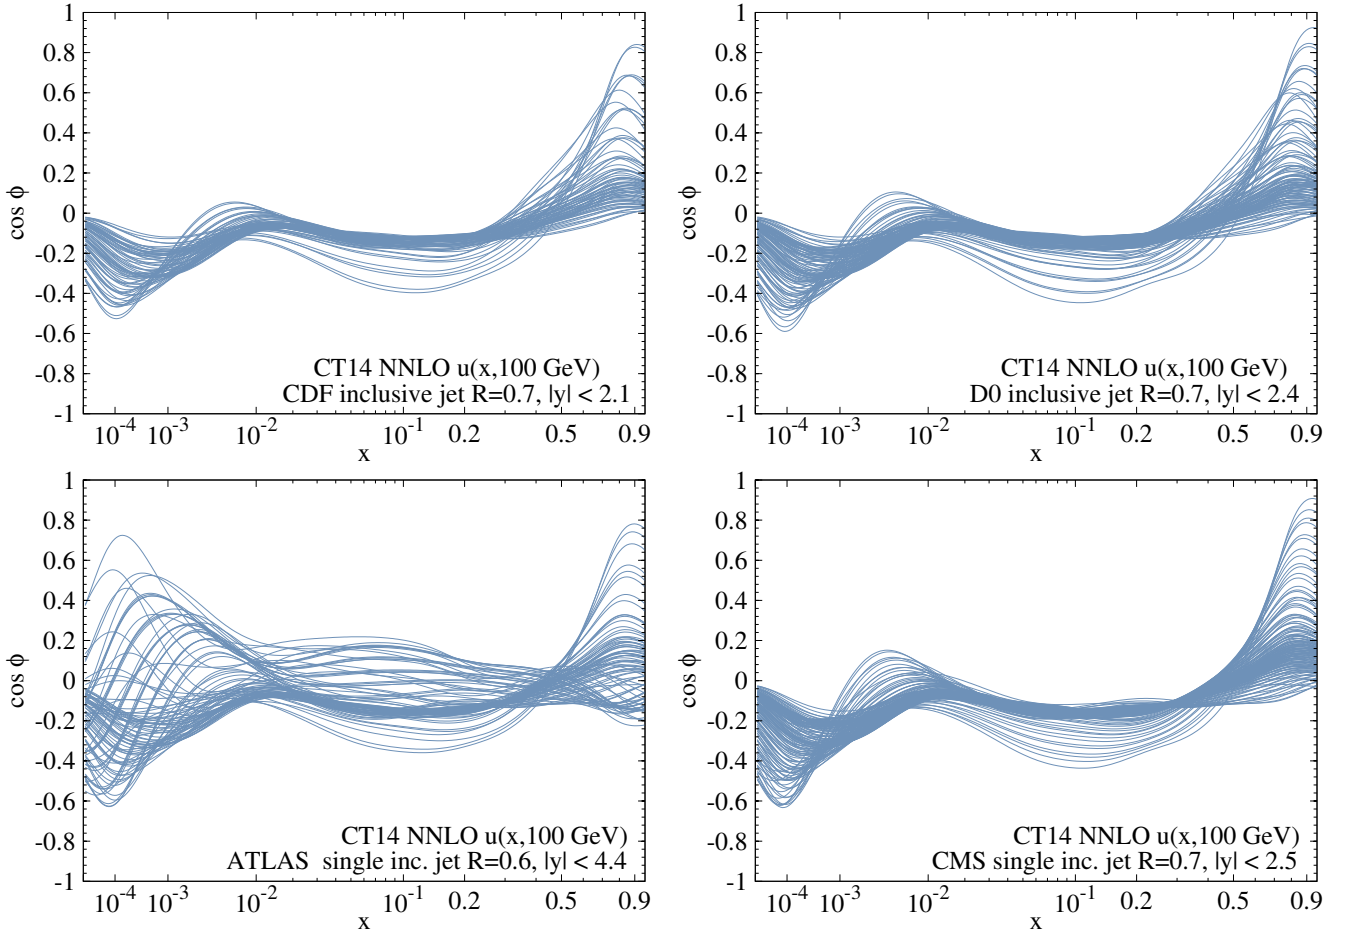 1
0.8
0.6
0.4
0.2
0
-0.2
-0.4
-0.6
-0.8
-1
cos ϕ
CT14 NNLO u(x,100 GeV)
CDF inclusive jet R=0.7, |y| < 2.1
10⁻⁴ 10⁻³ 10⁻² 10⁻¹ 0.2 0.5 0.9
x
1
0.8
0.6
0.4
0.2
0
-0.2
-0.4
-0.6
-0.8
-1
cos ϕ
CT14 NNLO u(x,100 GeV)
D0 inclusive jet R=0.7, |y| < 2.4
10⁻⁴ 10⁻³ 10⁻² 10⁻¹ 0.2 0.5 0.9
x
1
0.8
0.6
0.4
0.2
0
-0.2
-0.4
-0.6
-0.8
-1
cos ϕ
CT14 NNLO u(x,100 GeV)
ATLAS single inc. jet R=0.6, |y| < 4.4
10⁻⁴ 10⁻³ 10⁻² 10⁻¹ 0.2 0.5 0.9
x
1
0.8
0.6
0.4
0.2
0
-0.2
-0.4
-0.6
-0.8
-1
cos ϕ
CT14 NNLO u(x,100 GeV)
CMS single inc. jet R=0.7, |y| < 2.5
10⁻⁴ 10⁻³ 10⁻² 10⁻¹ 0.2 0.5 0.9
x